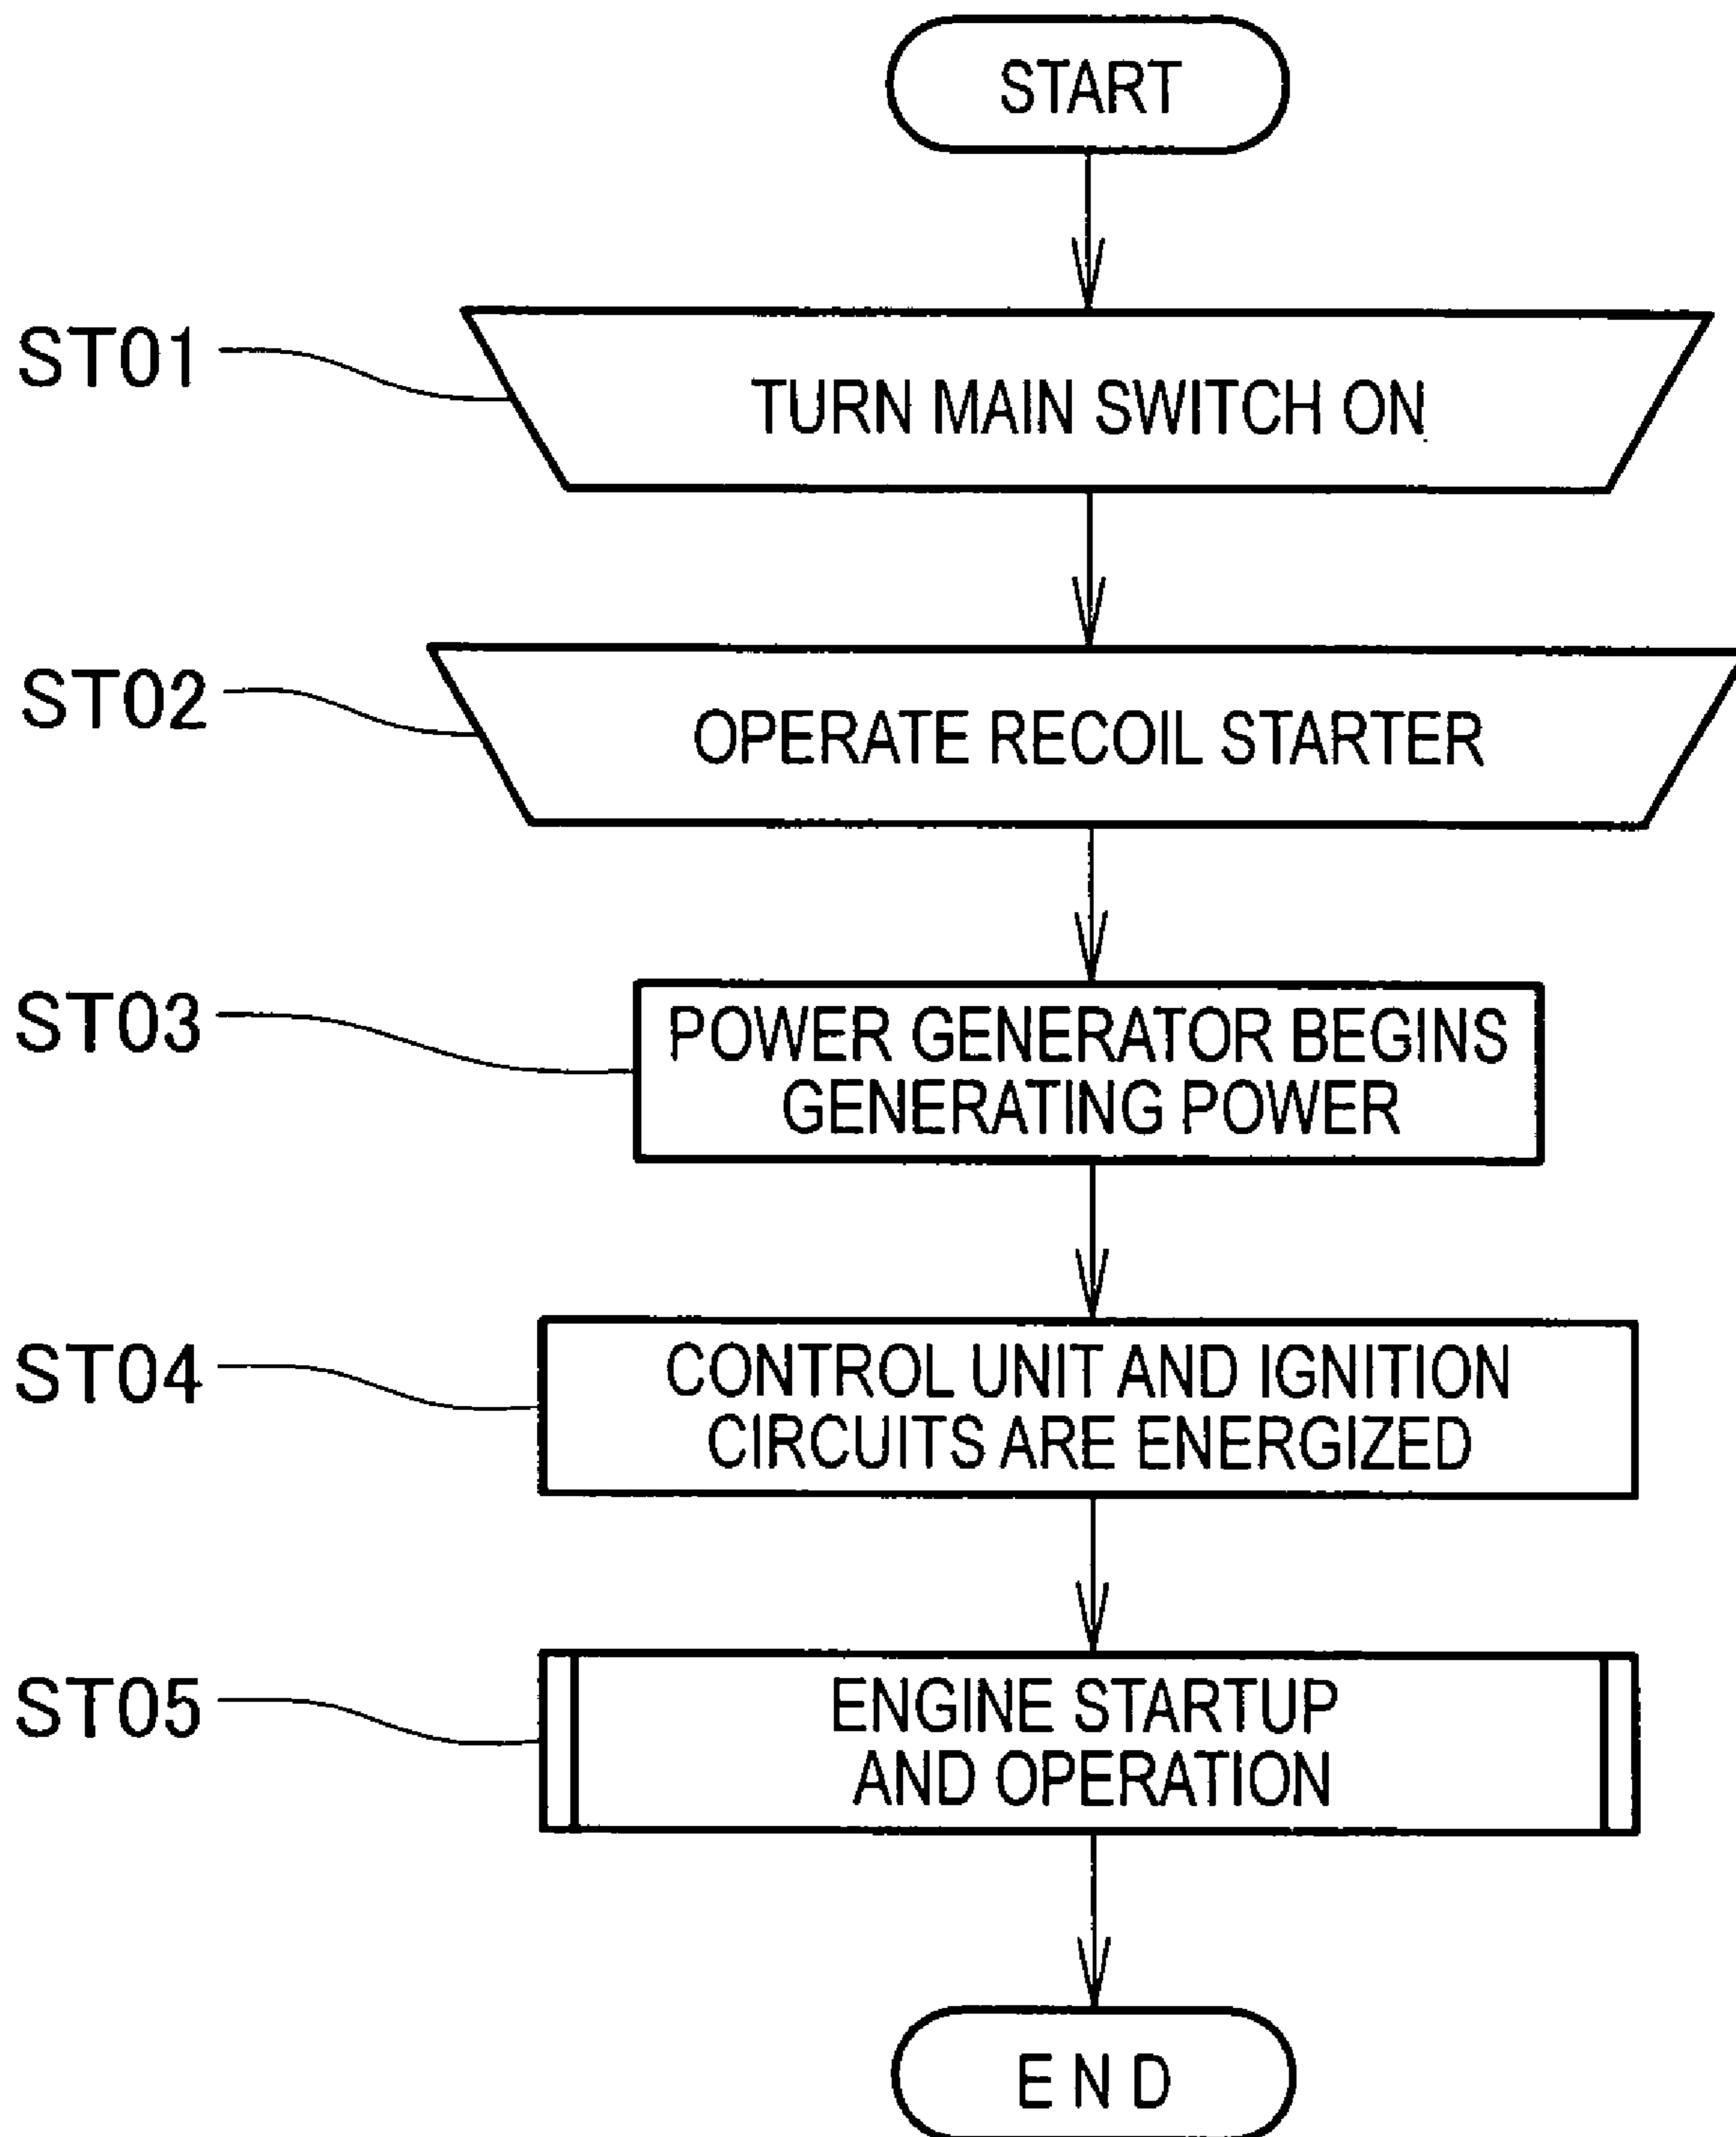 START
ST01
TURN MAIN SWITCH ON
ST02
OPERATE RECOIL STARTER
ST03
POWER GENERATOR BEGINS
GENERATING POWER
ST04
CONTROL UNIT AND IGNITION
CIRCUITS ARE ENERGIZED
ST05
ENGINE STARTUP
AND OPERATION
END